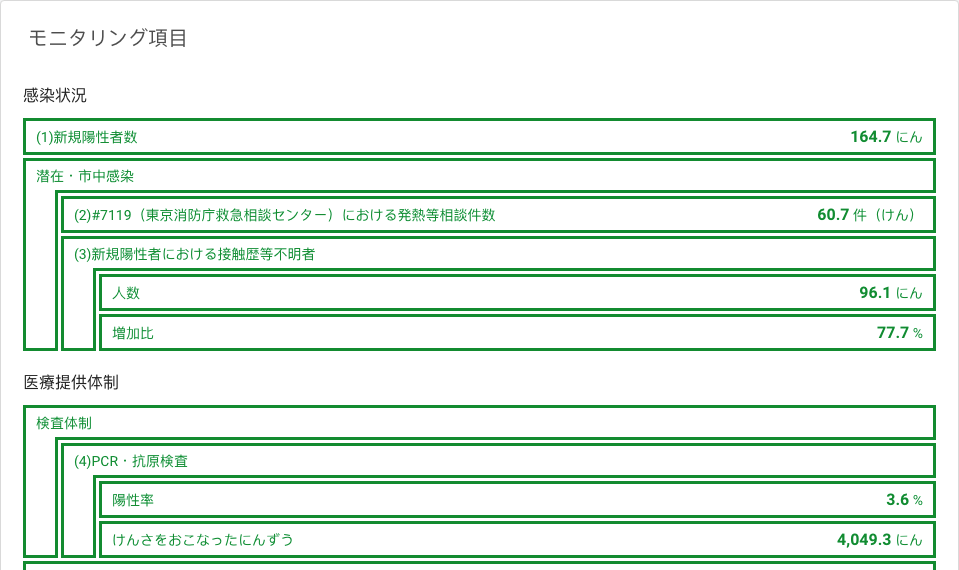 モニタリング項目
感染状況
(1)新規陽性者数 164.7 にん
潜在・市中感染
(2)#7119（東京消防庁救急相談センター）における発熱等相談件数 60.7 件（けん）
(3)新規陽性者における接触歴等不明者
人数 96.1 にん
増加比 77.7 %
医療提供体制
検査体制
(4)PCR・抗原検査
陽性率 3.6 %
けんさをおこなったにんずう 4,049.3 にん